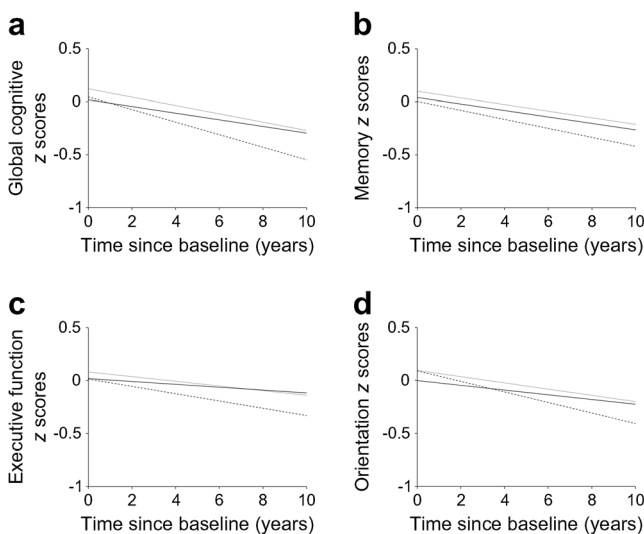 a
Global cognitive
z scores
0.5
0
-0.5
-1
0 2 4 6 8 10
Time since baseline (years)
b
Memory z scores
0.5
0
-0.5
-1
0 2 4 6 8 10
Time since baseline (years)
c
Executive function
z scores
0.5
0
-0.5
-1
0 2 4 6 8 10
Time since baseline (years)
d
Orientation z scores
0.5
0
-0.5
-1
0 2 4 6 8 10
Time since baseline (years)